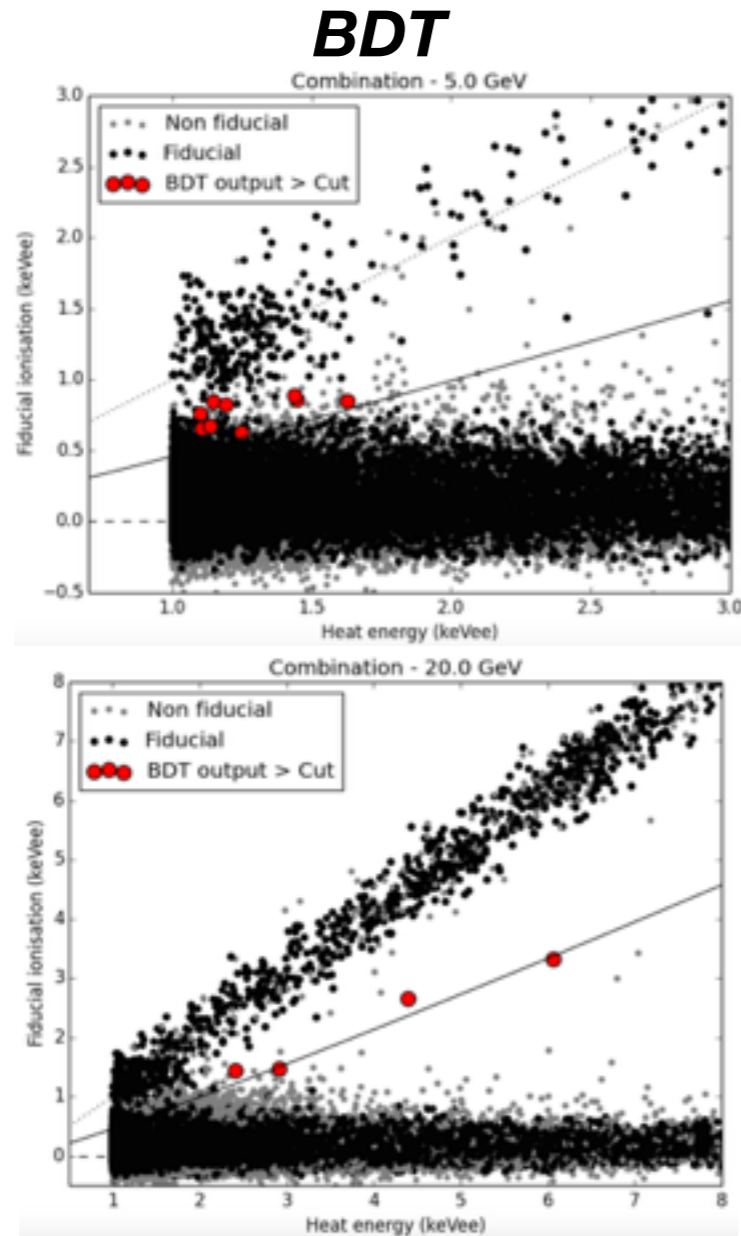 BDT
Combination - 5.0 GeV
Non fiducial
Fiducial
BDT output > Cut
Fiducial ionisation (keVee)
3.0
2.5
2.0
1.5
1.0
0.5
0.0
−0.5
1.0 1.5 2.0 2.5 3.0
Heat energy (keVee)
Combination - 20.0 GeV
Non fiducial
Fiducial
BDT output > Cut
Fiducial ionisation (keVee)
8
7
6
5
4
3
2
1
0
1 2 3 4 5 6 7 8
Heat energy (keVee)